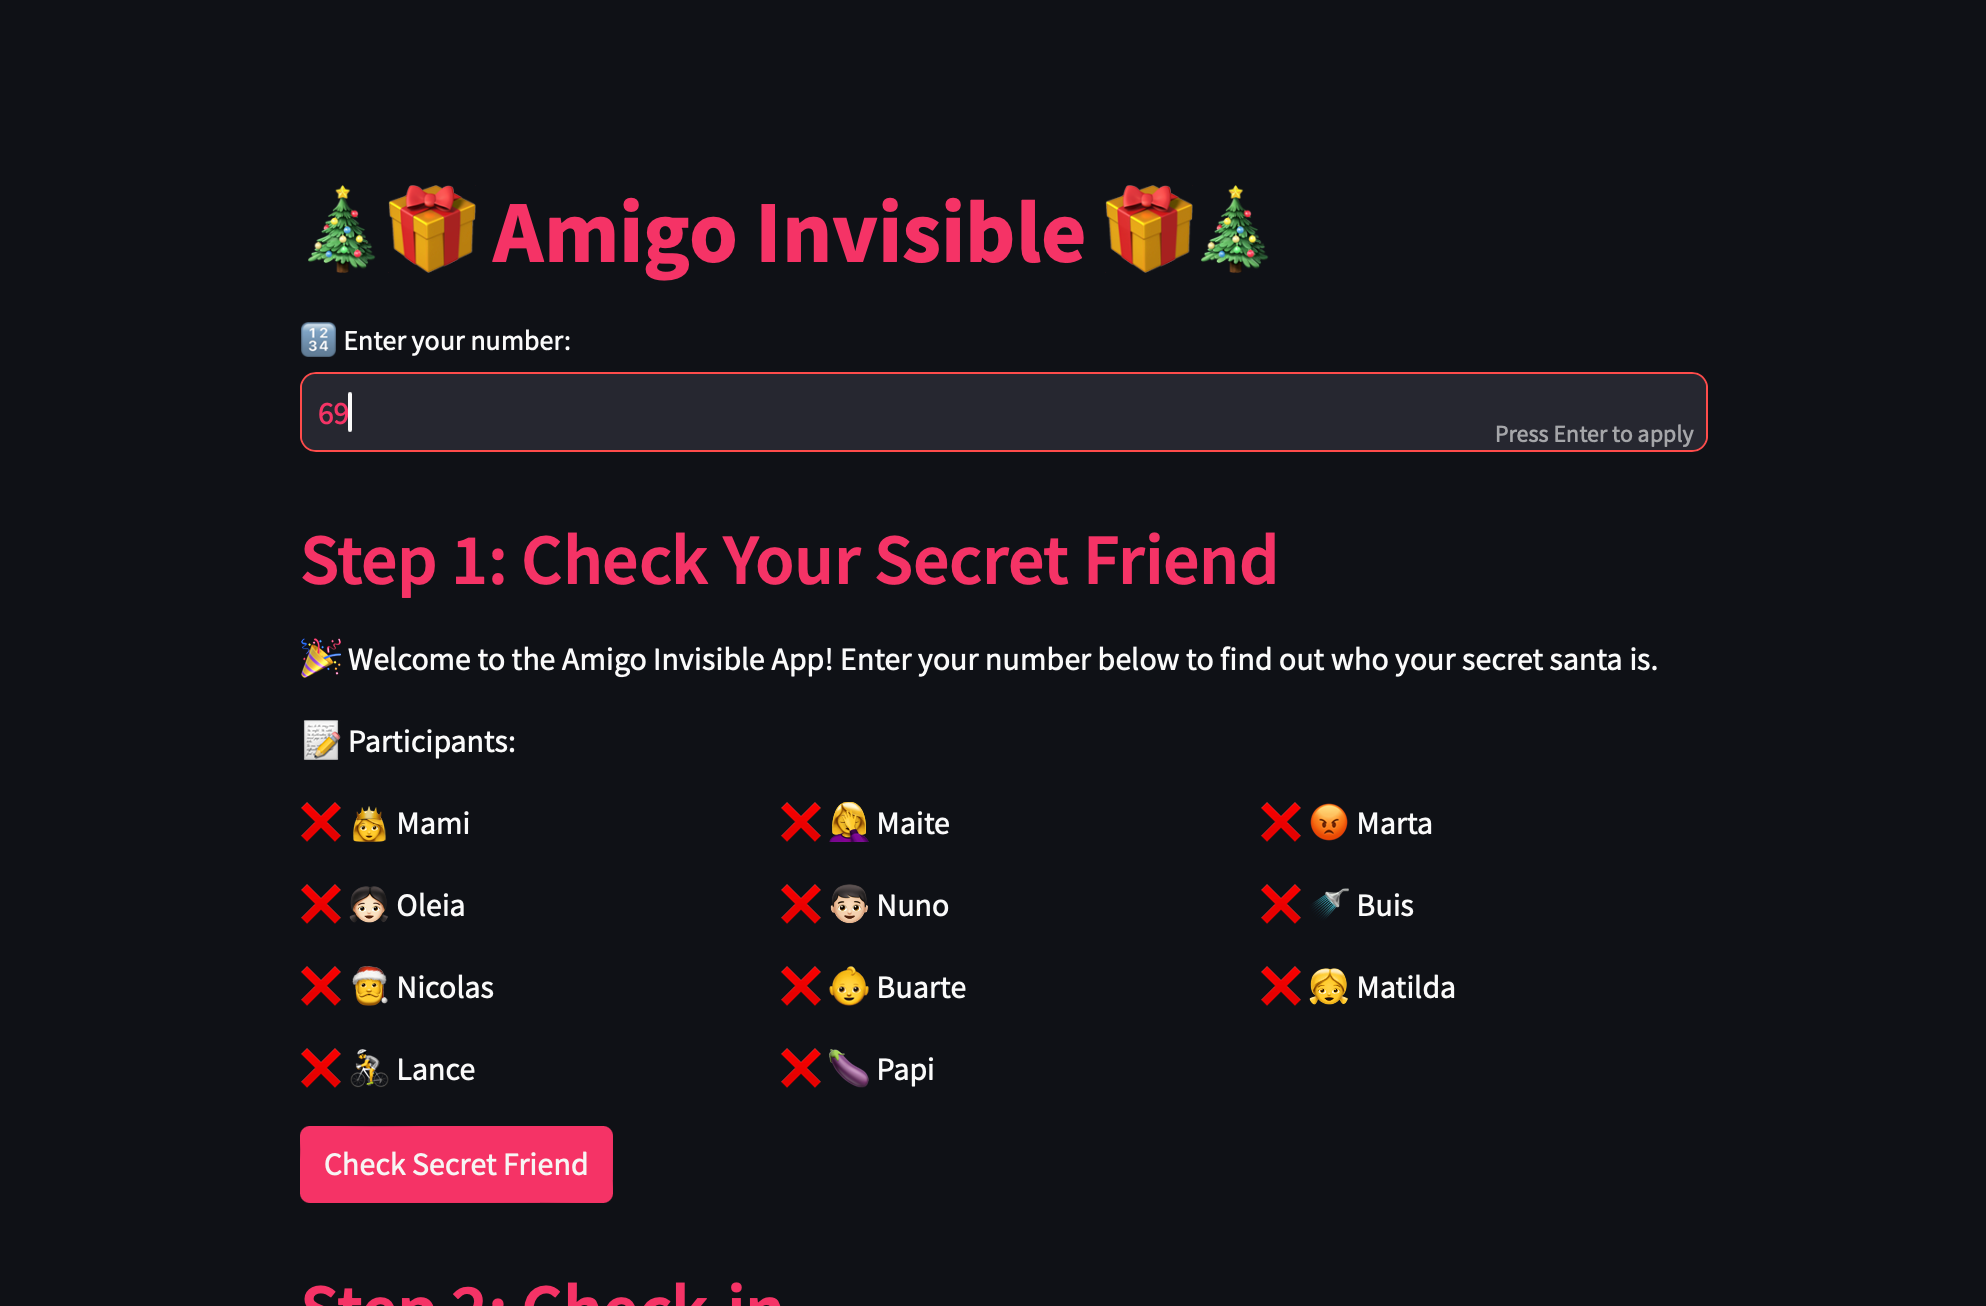 🎄🎁 Amigo Invisible 🎁🎄
🔢 Enter your number:
69
Press Enter to apply
Step 1: Check Your Secret Friend
🎉 Welcome to the Amigo Invisible App! Enter your number below to find out who your secret santa is.
📝 Participants:
❌ 👸 Mami ❌ 🤦‍♀️ Maite ❌ 😡 Marta
❌ 👧🏻 Oleia ❌ 👦🏻 Nuno ❌ 🚿 Buis
❌ 🎅 Nicolas ❌ 👶 Buarte ❌ 👧 Matilda
❌ 🚴 Lance ❌ 🍆 Papi
Check Secret Friend
Step 2: Check-in